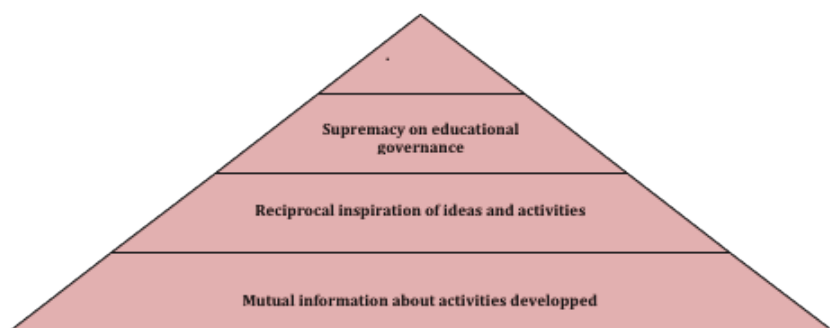 .
Supremacy on educational
governance
Reciprocal inspiration of ideas and activities
Mutual information about activities developped